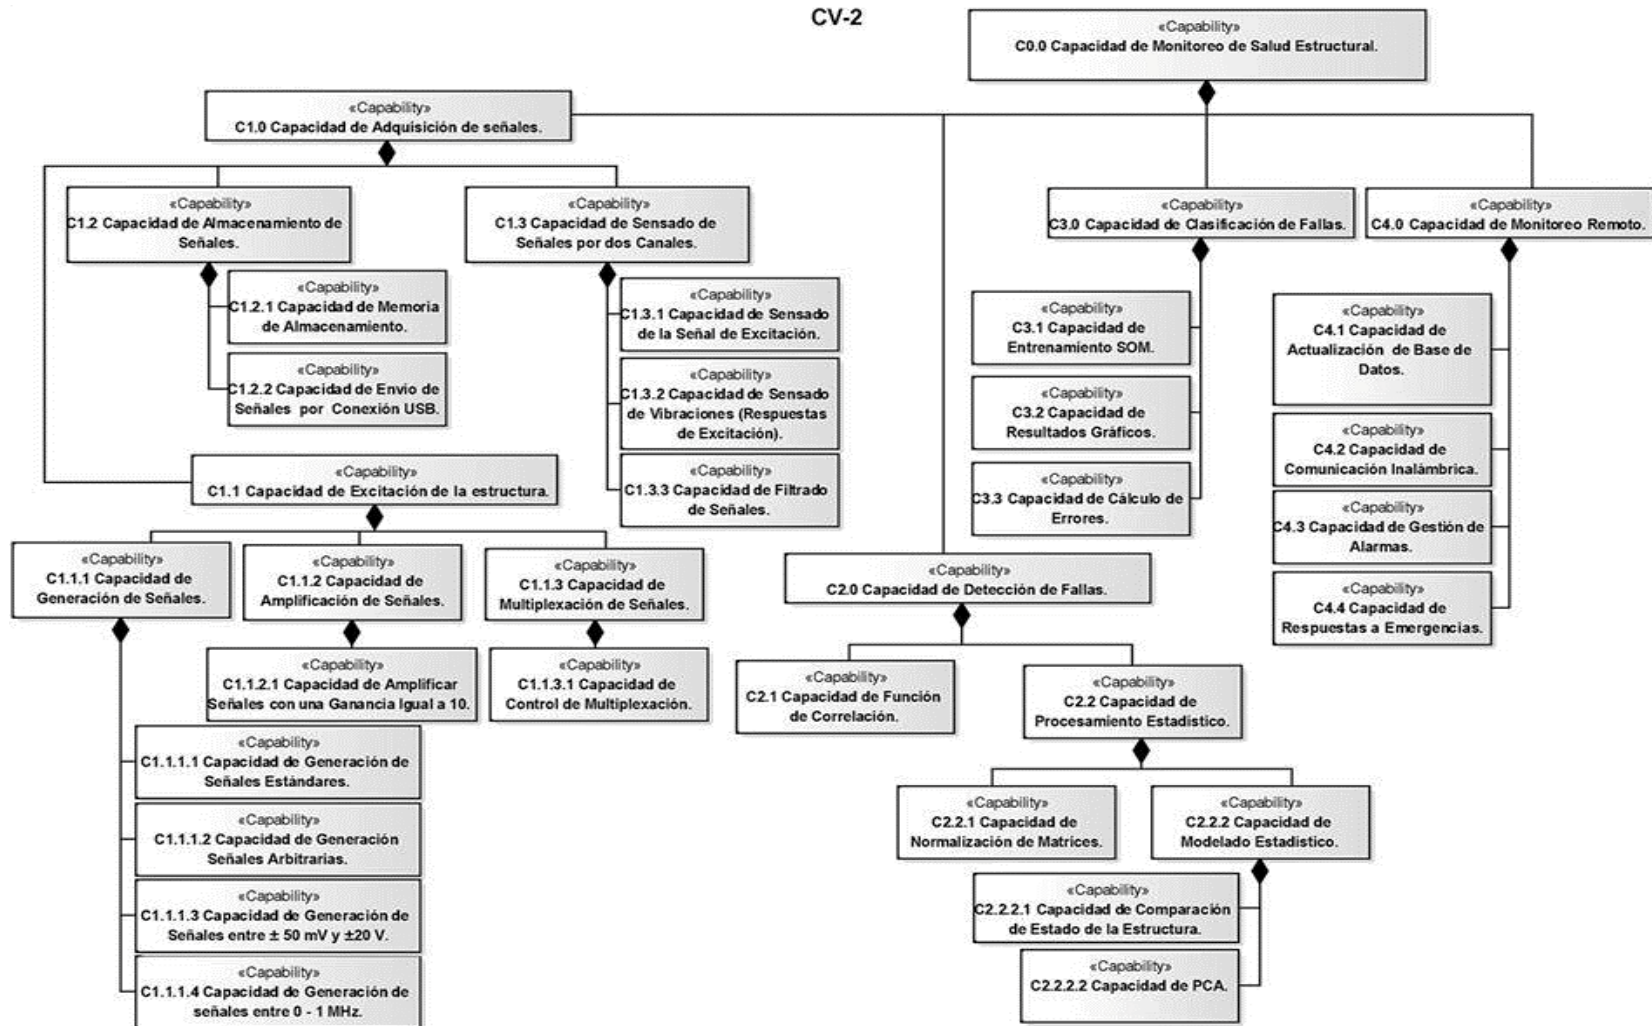 CV-2
«Capability»
C0.0 Capacidad de Monitoreo de Salud Estructural.
«Capability»
C1.0 Capacidad de Adquisición de señales.
«Capability»
C1.2 Capacidad de Almacenamiento de
Señales.
«Capability»
C1.2.1 Capacidad de Memoria
de Almacenamiento.
«Capability»
C1.2.2 Capacidad de Envio de
Señales por Conexión USB.
«Capability»
C1.3 Capacidad de Sensado de
Señales por dos Canales.
«Capability»
C1.3.1 Capacidad de Sensado
de la Señal de Excitación.
«Capability»
C1.3.2 Capacidad de Sensado
de Vibraciones (Respuestas
de Excitación).
«Capability»
C1.3.3 Capacidad de Filtrado
de Señales.
«Capability»
C1.1 Capacidad de Excitación de la estructura.
«Capability»
C1.1.1 Capacidad de
Generación de Señales.
«Capability»
C1.1.2 Capacidad de
Amplificación de Señales.
«Capability»
C1.1.3 Capacidad de
Multiplexación de Señales.
«Capability»
C1.1.2.1 Capacidad de Amplificar
Señales con una Ganancia Igual a 10.
«Capability»
C1.1.3.1 Capacidad de
Control de Multiplexación.
«Capability»
C1.1.1.1 Capacidad de Generación de
Señales Estándares.
«Capability»
C1.1.1.2 Capacidad de Generación
Señales Arbitrarias.
«Capability»
C1.1.1.3 Capacidad de Generación de
Señales entre ± 50 mV y ±20 V.
«Capability»
C1.1.1.4 Capacidad de Generación de
señales entre 0 - 1 MHz.
«Capability»
C3.0 Capacidad de Clasificación de Fallas.
«Capability»
C3.1 Capacidad de
Entrenamiento SOM.
«Capability»
C3.2 Capacidad de
Resultados Gráficos.
«Capability»
C3.3 Capacidad de Cálculo de
Errores.
«Capability»
C4.0 Capacidad de Monitoreo Remoto.
«Capability»
C4.1 Capacidad de
Actualización de Base de
Datos.
«Capability»
C4.2 Capacidad de
Comunicación Inalámbrica.
«Capability»
C4.3 Capacidad de Gestión de
Alarmas.
«Capability»
C4.4 Capacidad de
Respuestas a Emergencias.
«Capability»
C2.0 Capacidad de Detección de Fallas.
«Capability»
C2.1 Capacidad de Función
de Correlación.
«Capability»
C2.2 Capacidad de
Procesamiento Estadístico.
«Capability»
C2.2.1 Capacidad de
Normalización de Matrices.
«Capability»
C2.2.2 Capacidad de
Modelado Estadístico.
«Capability»
C2.2.2.1 Capacidad de Comparación
de Estado de la Estructura.
«Capability»
C2.2.2.2 Capacidad de PCA.